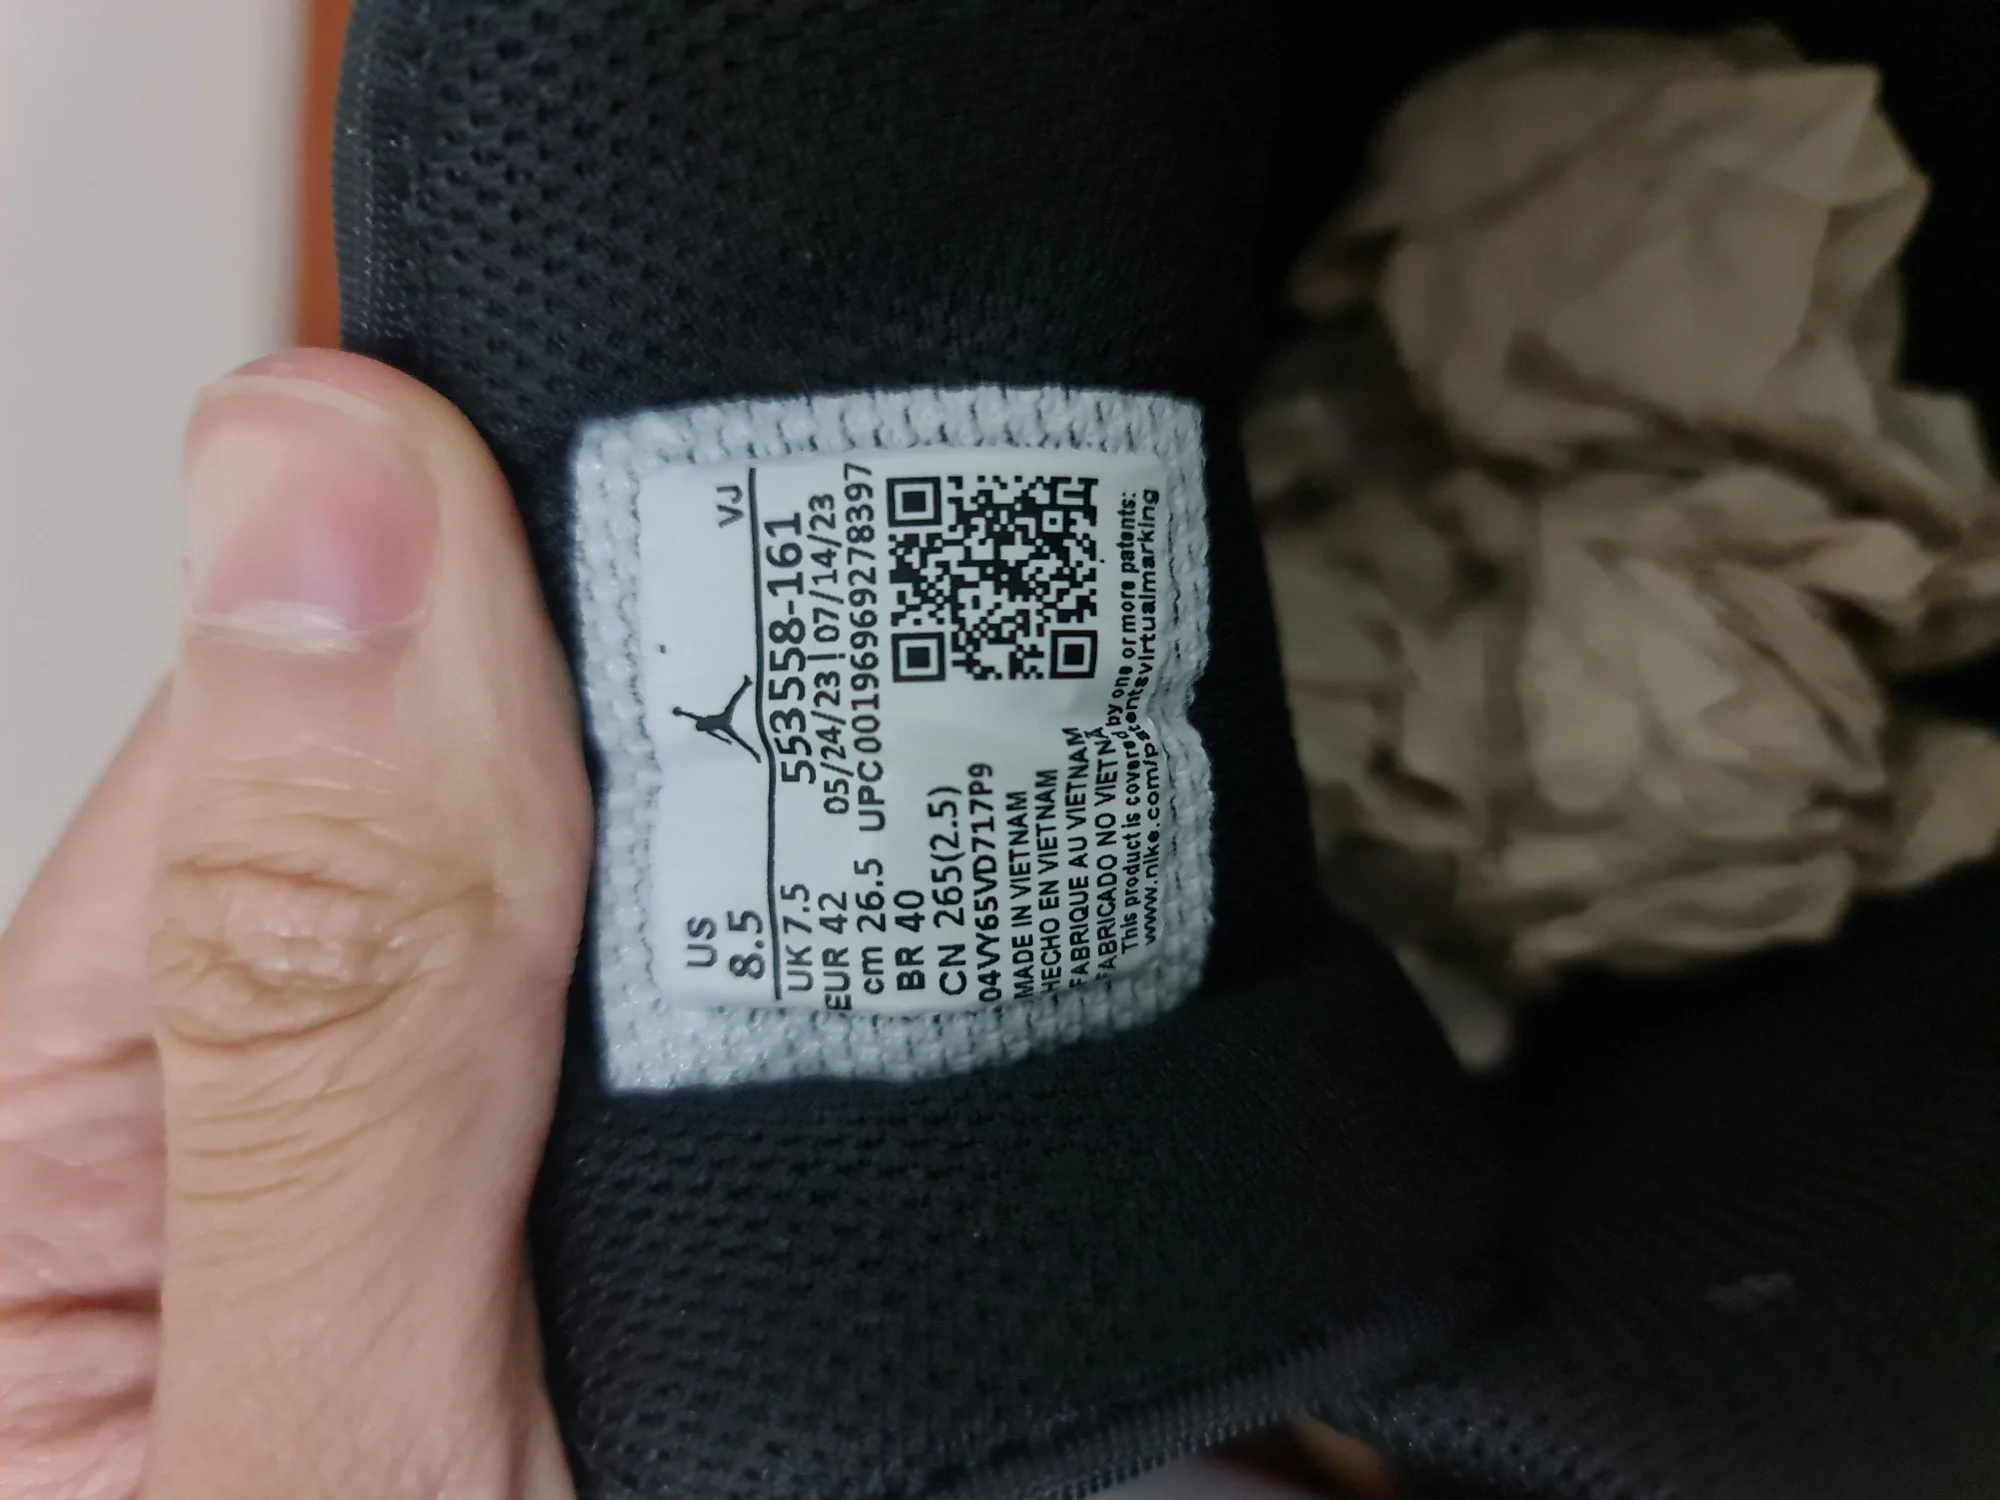 US
8.5 VJ
UK 7.5 553558-161
EUR 42 05/24/23|07/14/23
cm 26.5 UPC00196969278397
BR 40
CN 265(2.5)
04VY65VD717P9
MADE IN VIETNAM
HECHO EN VIETNAM
FABRIQUE AU VIETNAM
FABRICADO NO VIETNÃ
This product is covered by one or more patents:
www.nike.com/patentsvirtualmarking